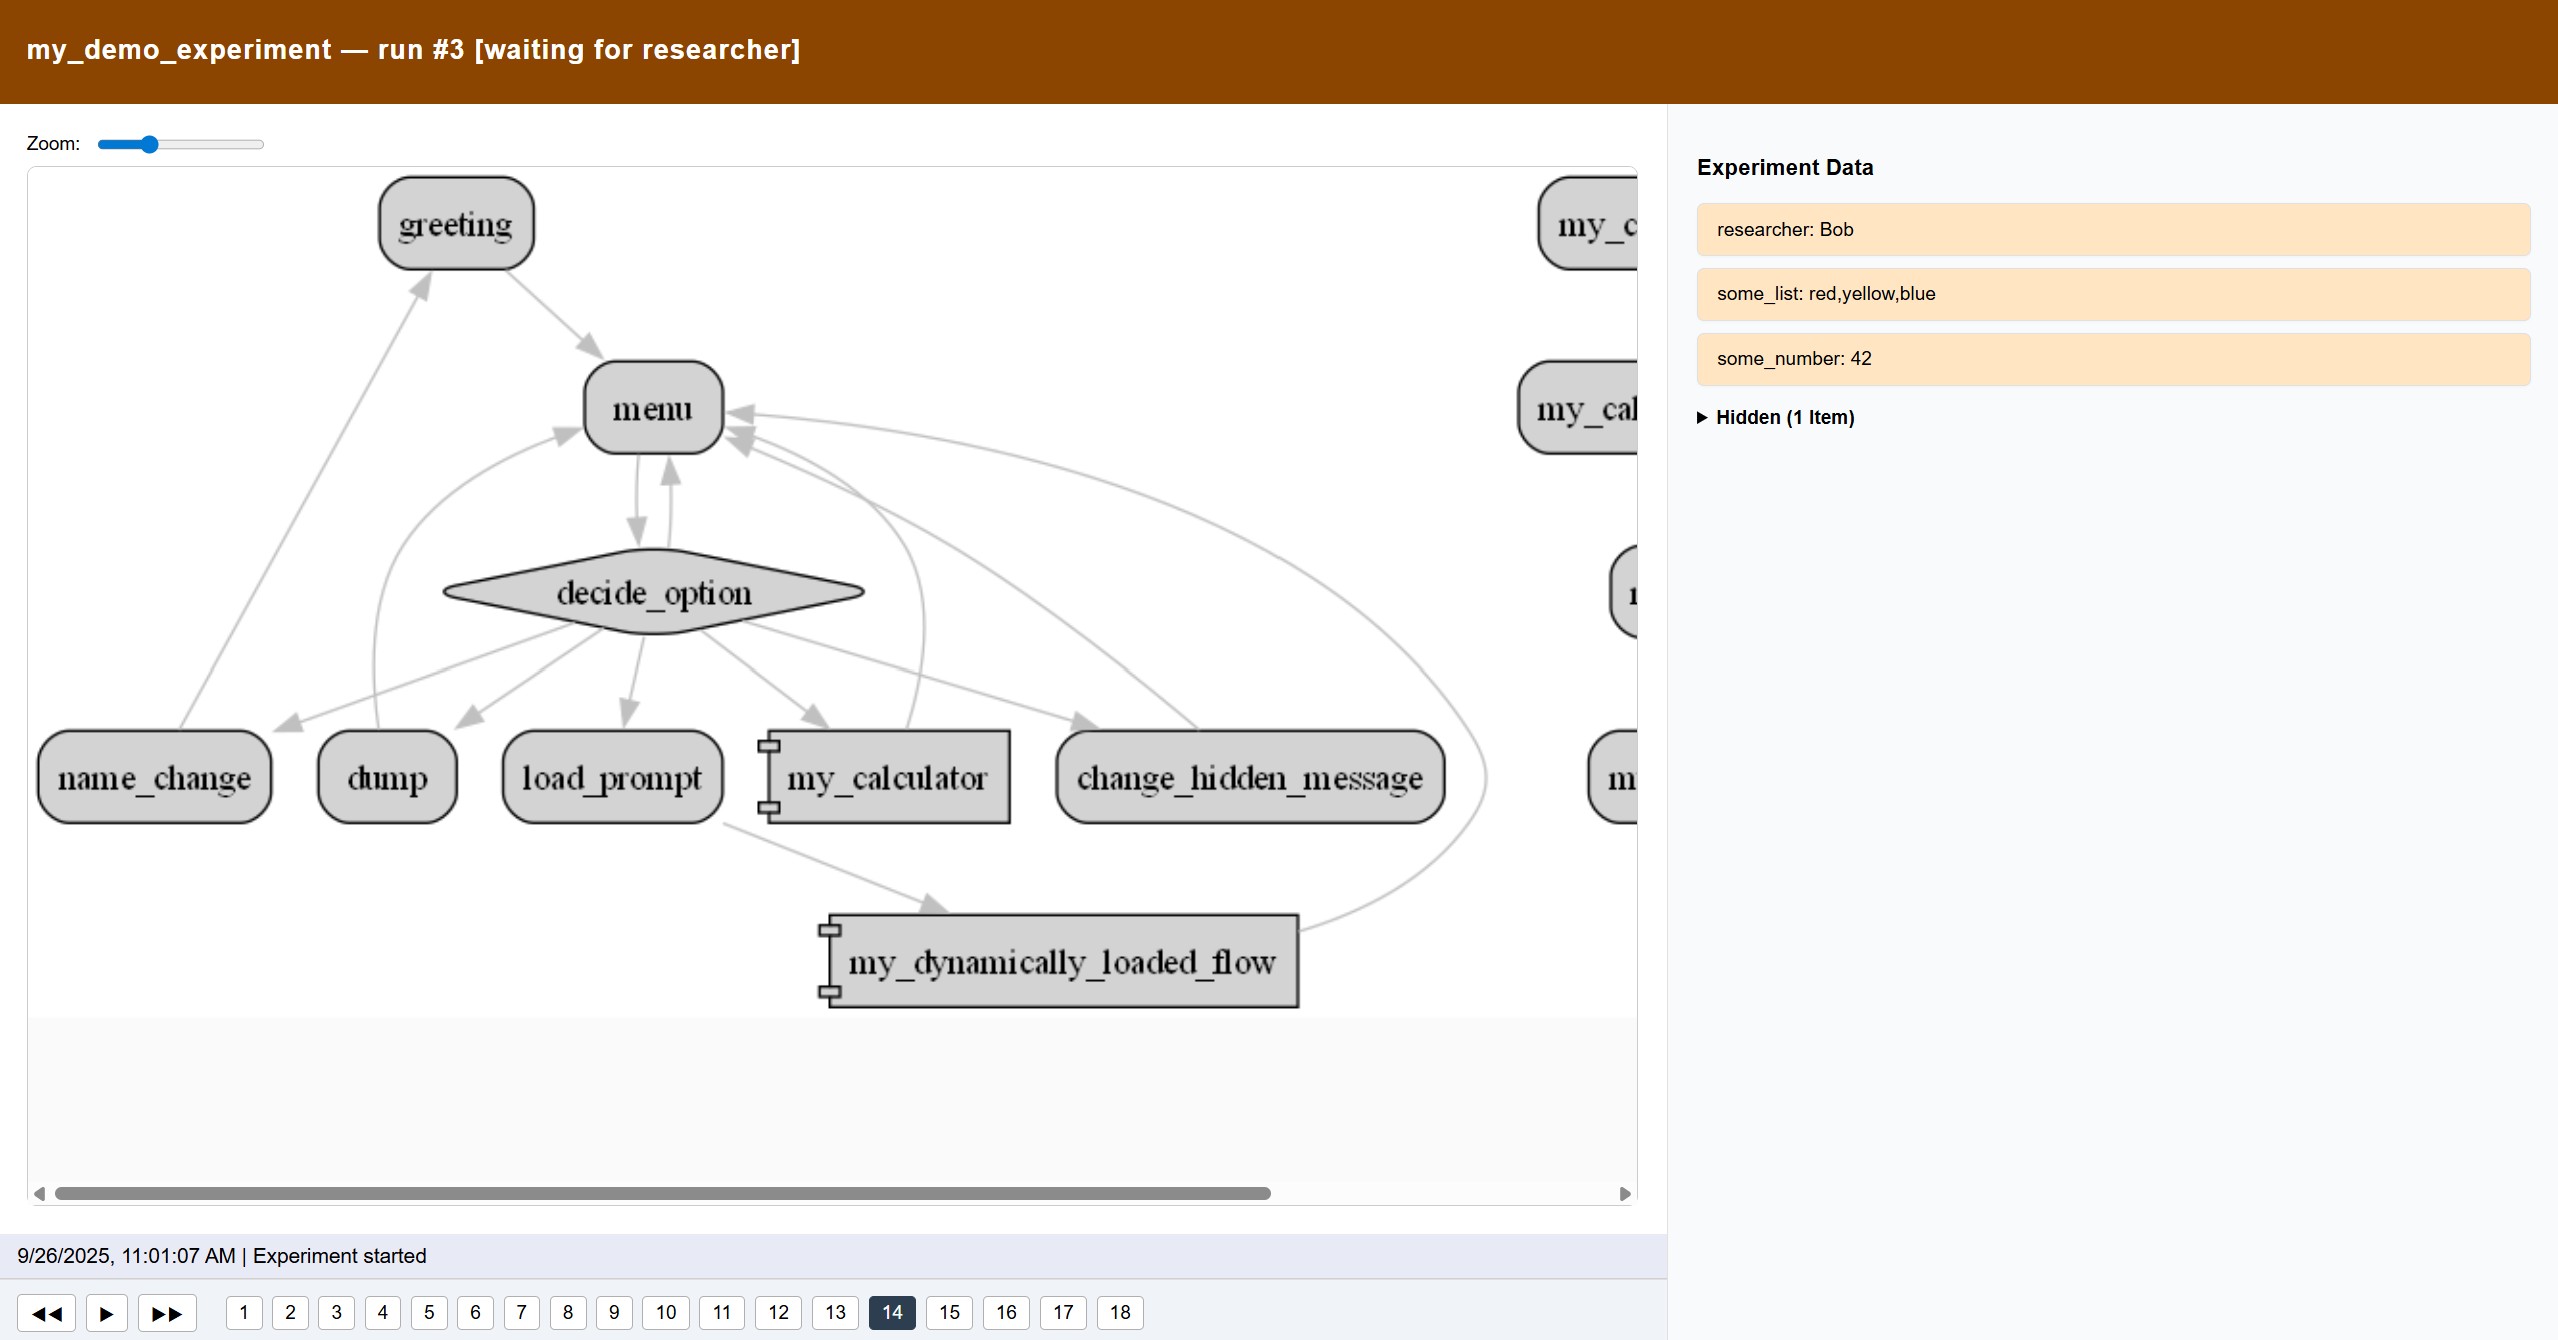 my_demo_experiment — run #3 [waiting for researcher]
Zoom:
greeting
my_c
menu
my_cal
decide_option
name_change
dump
load_prompt
my_calculator
change_hidden_message
my_dynamically_loaded_flow
Experiment Data
researcher: Bob
some_list: red,yellow,blue
some_number: 42
Hidden (1 Item)
9/26/2025, 11:01:07 AM | Experiment started
1 2 3 4 5 6 7 8 9 10 11 12 13 14 15 16 17 18